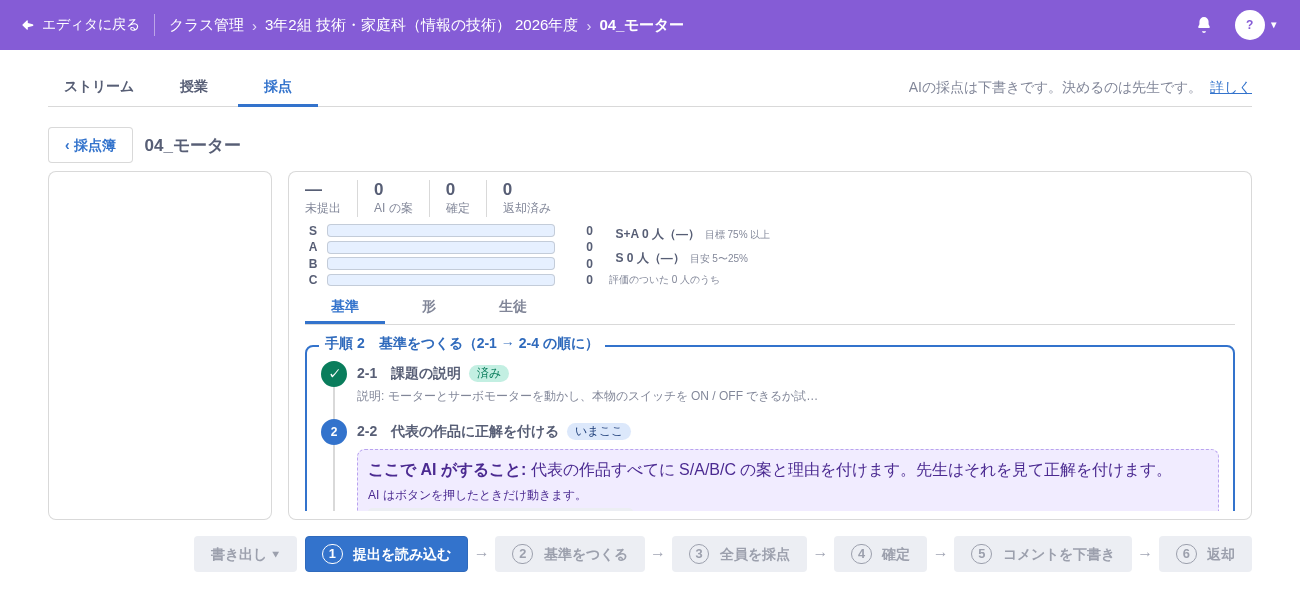 エディタに戻る
クラス管理 › 3年2組 技術・家庭科（情報の技術） 2026年度 › 04_モーター
?
ストリーム 授業 採点
AIの採点は下書きです。決めるのは先生です。 詳しく
‹ 採点簿 04_モーター
— 0 0 0
未提出 AI の案 確定 返却済み
S 0
A 0
B 0
C 0
S+A 0 人（—） 目標 75% 以上
S 0 人（—） 目安 5〜25%
評価のついた 0 人のうち
基準 形 生徒
手順 2 基準をつくる（2-1 → 2-4 の順に）
✓ 2-1 課題の説明 済み
説明: モーターとサーボモーターを動かし、本物のスイッチを ON / OFF できるか試…
2 2-2 代表の作品に正解を付ける いまここ
ここで AI がすること: 代表の作品すべてに S/A/B/C の案と理由を付けます。先生はそれを見て正解を付けます。
AI はボタンを押したときだけ動きます。
書き出し ▾ 1 提出を読み込む → 2 基準をつくる → 3 全員を採点 → 4 確定 → 5 コメントを下書き → 6 返却